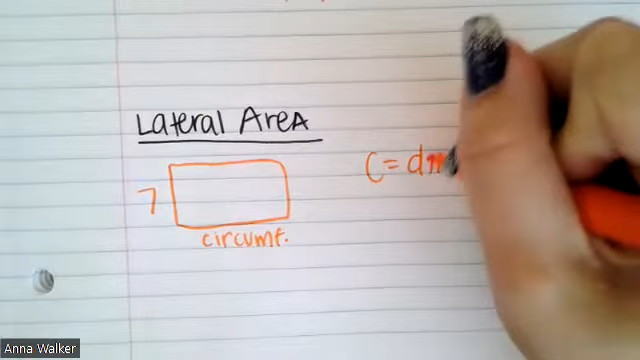 Lateral Area
C = dπ
7
circumf.
Anna Walker